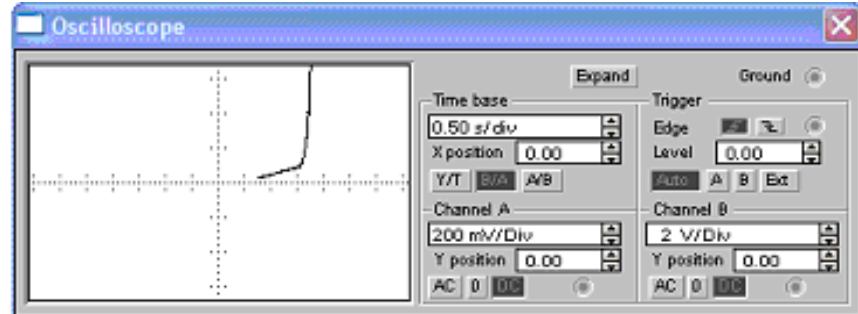 Oscilloscope
Expand Ground
Time base
0.50 s/div
X position 0.00
Y/T B/A A/B
Trigger
Edge
Level 0.00
Auto A B Ext
Channel A
200 mV/Div
Y position 0.00
AC 0 DC
Channel B
2 V/Div
Y position 0.00
AC 0 DC